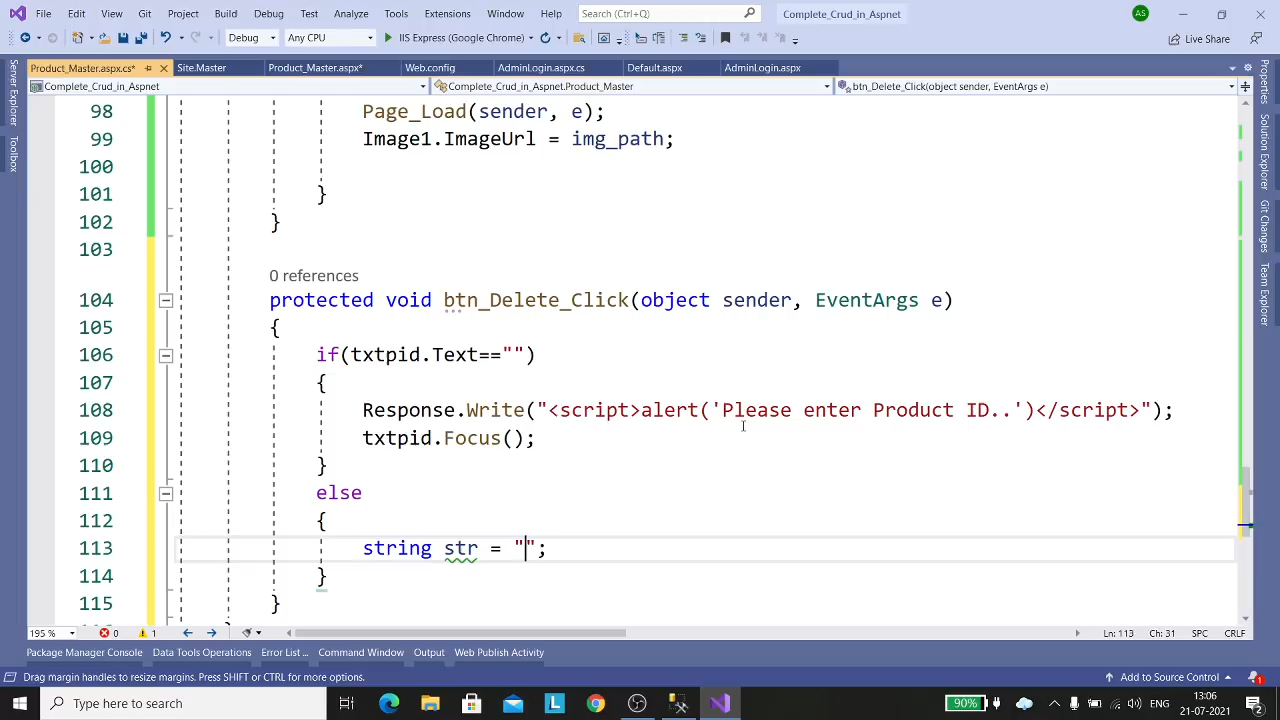 File Edit View Git Project Build Debug Test Analyze Tools Extensions Window Help Search (Ctrl+Q) Complete_Crud_in_Aspnet AS
Debug Any CPU IIS Express (Google Chrome) Live Share
Product_Master.aspx.cs* Site.Master Product_Master.aspx* Web.config AdminLogin.aspx.cs Default.aspx AdminLogin.aspx
Complete_Crud_in_Aspnet Complete_Crud_in_Aspnet.Product_Master btn_Delete_Click(object sender, EventArgs e)
Server Explorer
Toolbox
98 Page_Load(sender, e);
99 Image1.ImageUrl = img_path;
100
101 }
102 }
103
0 references
104 protected void btn_Delete_Click(object sender, EventArgs e)
105 {
106 if(txtpid.Text=="")
107 {
108 Response.Write("<script>alert('Please enter Product ID..')</script>");
109 txtpid.Focus();
110 }
111 else
112 {
113 string str = "";
114 }
115 }
Properties
Solution Explorer
Git Changes
Team Explorer
195 % 0 1 Ln: 113 Ch: 31 SPC CRLF
Package Manager Console Data Tools Operations Error List ... Command Window Output Web Publish Activity
Drag margin handles to resize margins. Press SHIFT or CTRL for more. Add to Source Control 1
Type here to search L 90% ENG 13:06
21-07-2021